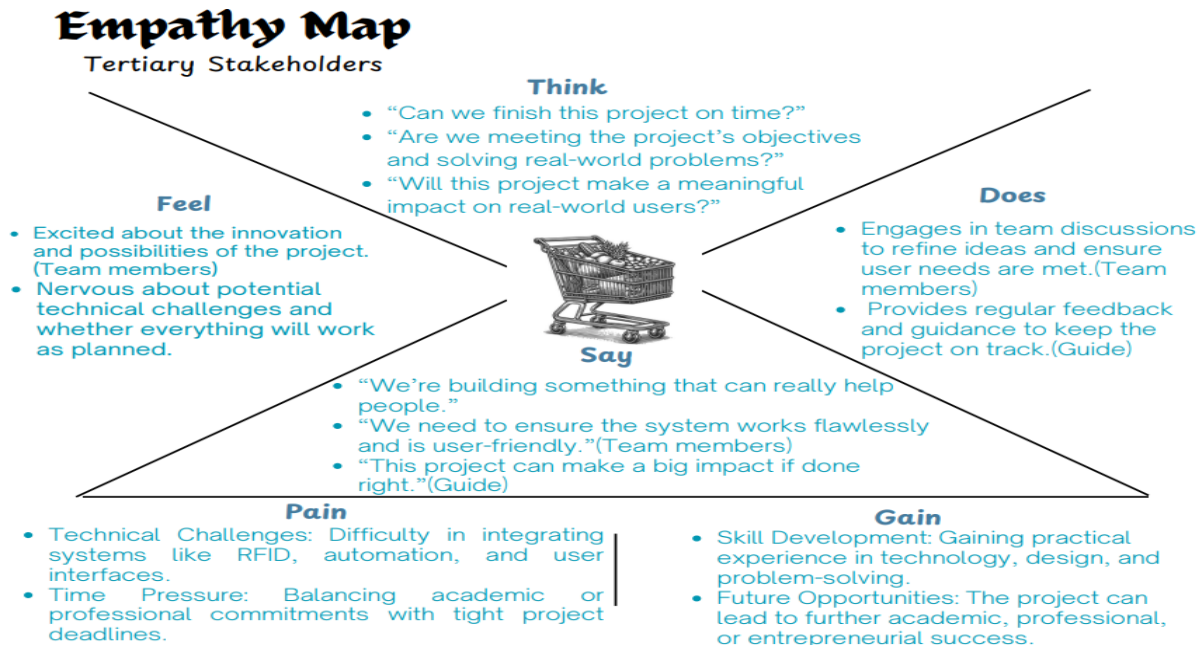 Empathy Map
Tertiary Stakeholders
Think
• “Can we finish this project on time?”
• “Are we meeting the project’s objectives
and solving real-world problems?”
• “Will this project make a meaningful
impact on real-world users?”
Feel
• Excited about the innovation
and possibilities of the project.
(Team members)
• Nervous about potential
technical challenges and
whether everything will work
as planned.
Does
• Engages in team discussions
to refine ideas and ensure
user needs are met.(Team
members)
• Provides regular feedback
and guidance to keep the
project on track.(Guide)
Say
• “We’re building something that can really help
people.”
• “We need to ensure the system works flawlessly
and is user-friendly.”(Team members)
• “This project can make a big impact if done
right.”(Guide)
Pain
• Technical Challenges: Difficulty in integrating
systems like RFID, automation, and user
interfaces.
• Time Pressure: Balancing academic or
professional commitments with tight project
deadlines.
Gain
• Skill Development: Gaining practical
experience in technology, design, and
problem-solving.
• Future Opportunities: The project can
lead to further academic, professional,
or entrepreneurial success.